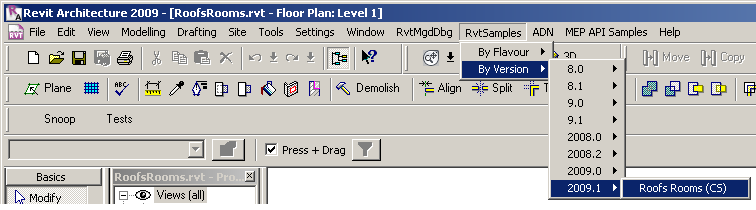 Revit Architecture 2009 - [RoofsRooms.rvt - Floor Plan: Level 1]
File Edit View Modelling Drafting Site Tools Settings Window RvtMgdDbg RvtSamples ADN MEP API Samples Help
By Flavour 3D Move Copy
By Version 8.0
Plane Demolish Align Split 8.1
9.0
Snoop Tests 9.1
2008.0
Press + Drag 2008.2
2009.0
Basics RoofsRooms.rvt - Pro...
2009.1 Roofs Rooms (CS)
Modify Views (all)